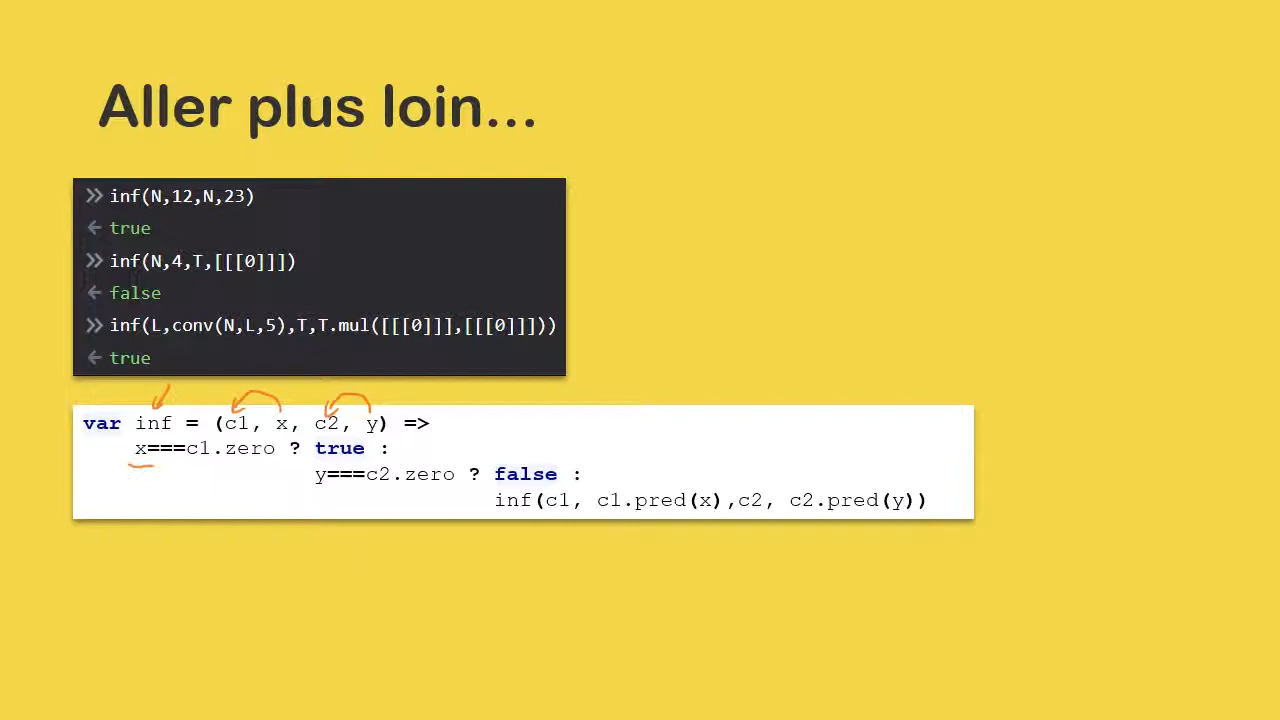 Aller plus loin...
>> inf(N,12,N,23)
← true
>> inf(N,4,T,[[[0]]])
← false
>> inf(L,conv(N,L,5),T,T.mul([[[0]]],[[[0]]]))
← true
var inf = (c1, x, c2, y) =>
x===c1.zero ? true :
y===c2.zero ? false :
inf(c1, c1.pred(x),c2, c2.pred(y))